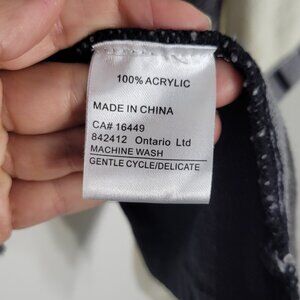 100% ACRYLIC
MADE IN CHINA
CA# 16449
842412 Ontario Ltd
MACHINE WASH
GENTLE CYCLE/DELICATE